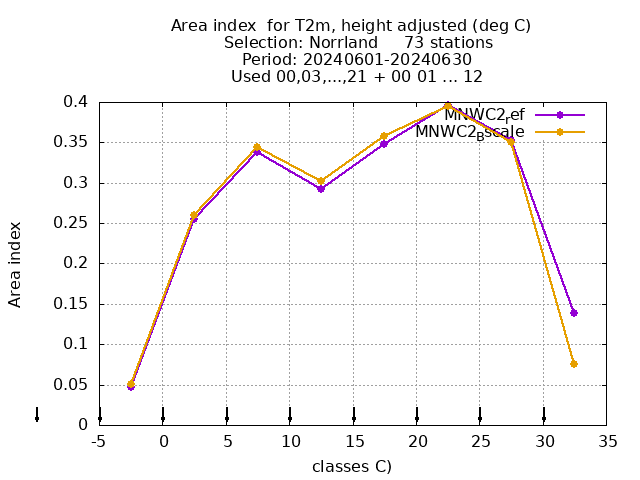 Area index  for T2m, height adjusted (deg C)
Selection: Norrland     73 stations
Period: 20240601-20240630
Used 00,03,...,21 + 00 01 ... 12
MNWC2_ref
MNWC2_Bscale
0.4
0.35
0.3
0.25
0.2
0.15
0.1
0.05
0
Area index
-5 0 5 10 15 20 25 30 35
classes C)